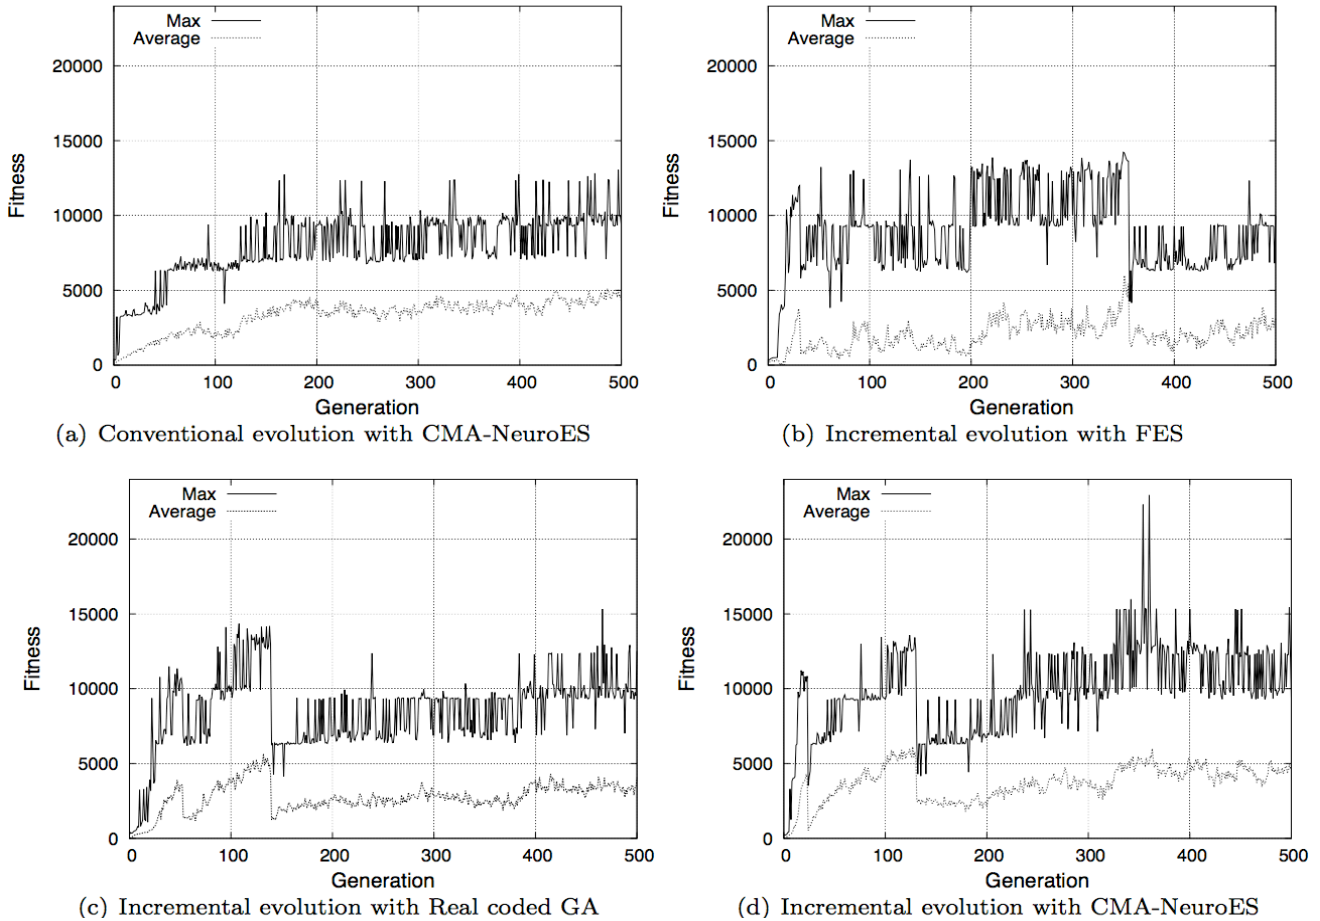 Max
Average
20000
15000
10000
5000
0
Fitness
0 100 200 300 400 500
Generation
(a) Conventional evolution with CMA-NeuroES
Max
Average
20000
15000
10000
5000
0
Fitness
0 100 200 300 400 500
Generation
(b) Incremental evolution with FES
Max
Average
20000
15000
10000
5000
0
Fitness
0 100 200 300 400 500
Generation
(c) Incremental evolution with Real coded GA
Max
Average
20000
15000
10000
5000
0
Fitness
0 100 200 300 400 500
Generation
(d) Incremental evolution with CMA-NeuroES